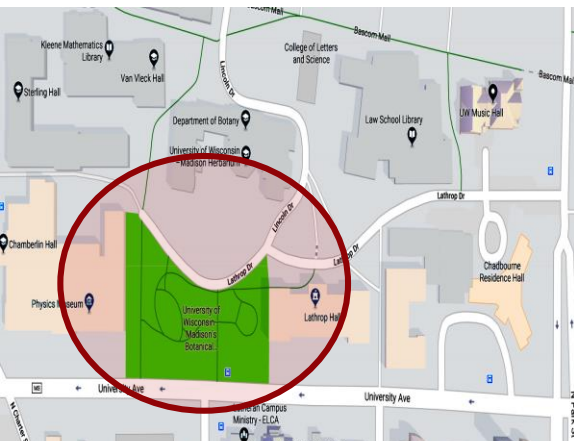 Bascom Mall
Bascom Mall
Bascom Mall
Kleene Mathematics
Library
Van Vleck Hall
Sterling Hall
Lincoln Dr
College of Letters
and Science
UW Music Hall
Department of Botany
Law School Library
University of Wisconsin
- Madison Herbarium
Lathrop Dr
Lincoln Dr
Chamberlin Hall
Lathrop Dr
Lathrop Dr
Chadbourne
Residence Hall
Physics Museum
University of
Wisconsin-
Madison's
Botanical...
Lathrop Hall
University Ave
University Ave
N Charter S
N Park S
Lutheran Campus
Ministry - ELCA